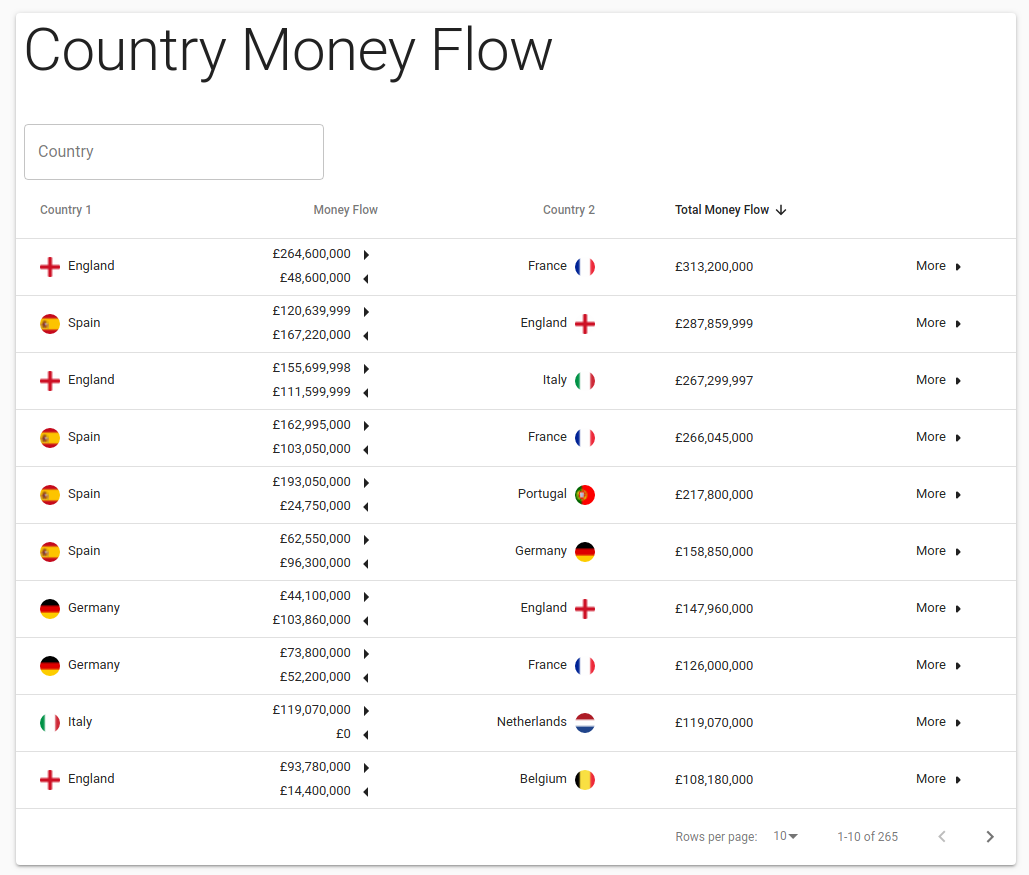 Country Money Flow
Country
Country 1 Money Flow Country 2 Total Money Flow
England £264,600,000 £48,600,000 France £313,200,000 More
Spain £120,639,999 £167,220,000 England £287,859,999 More
England £155,699,998 £111,599,999 Italy £267,299,997 More
Spain £162,995,000 £103,050,000 France £266,045,000 More
Spain £193,050,000 £24,750,000 Portugal £217,800,000 More
Spain £62,550,000 £96,300,000 Germany £158,850,000 More
Germany £44,100,000 £103,860,000 England £147,960,000 More
Germany £73,800,000 £52,200,000 France £126,000,000 More
Italy £119,070,000 £0 Netherlands £119,070,000 More
England £93,780,000 £14,400,000 Belgium £108,180,000 More
Rows per page: 10 1-10 of 265